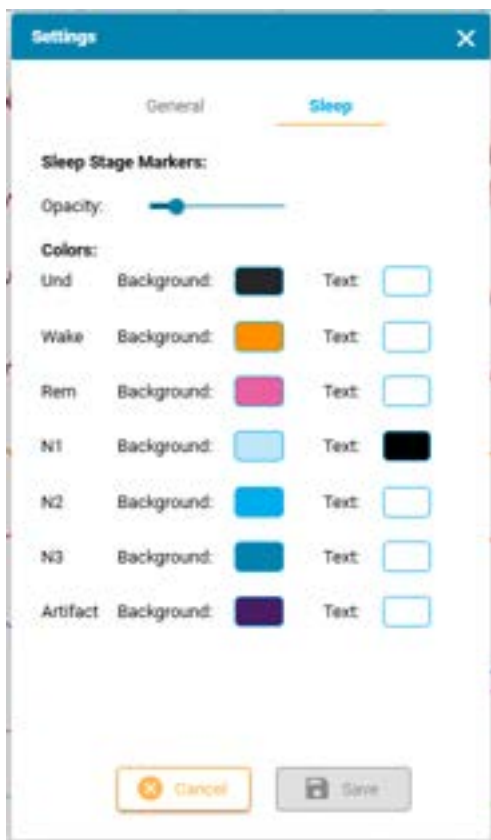 Settings
General Sleep
Sleep Stage Markers:
Opacity:
Colors:
Und Background: Text:
Wake Background: Text:
Rem Background: Text:
N1 Background: Text:
N2 Background: Text:
N3 Background: Text:
Artifact Background: Text:
Cancel Save